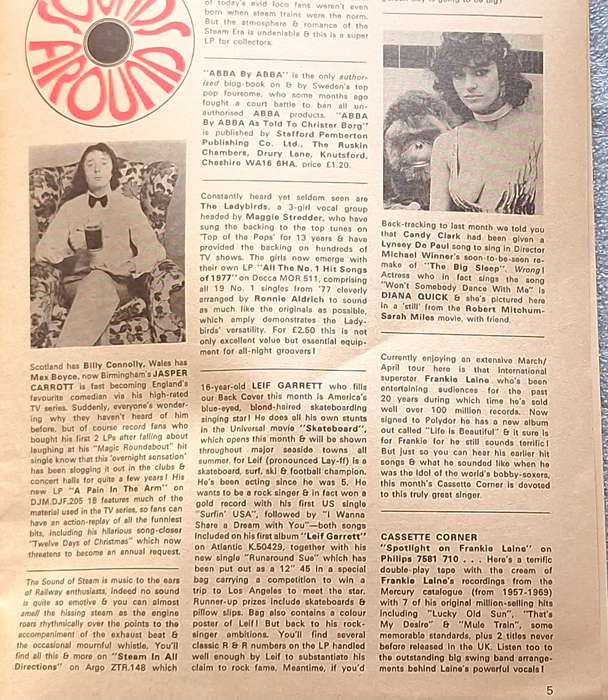 SOUNDS
AROUND
Scotland has Billy Connolly, Wales has
Max Boyce, now Birmingham's JASPER
CARROTT is fast becoming England's
favourite comedian via his high-rated
TV series. Suddenly, everyone's wonder-
ing why they haven't heard of him
before, but of course record fans who
bought his first 2 LPs after falling about
laughing at his "Magic Roundabout" hit
single know that this 'overnight sensation'
has been slogging it out in the clubs &
concert halls for quite a few years! His
new LP "A Pain In The Arm" on
DJM.DJF.205 18 features much of the
material used in the TV series, so fans can
have an action-replay of all the funniest
bits, including his hilarious song-closer
"Twelve Days of Christmas" which now
threatens to become an annual request.
The Sound of Steam is music to the ears
of Railway enthusiasts, indeed no sound
is quite so emotive & you can almost
smell the hissing steam as the engine
roars rhythmically over the points to the
accompaniment of the exhaust beat &
the occasional mournful whistle. You'll
find all this & more on "Steam In All
Directions" on Argo ZTR.148 which
of today's avid loco fans weren't even
born when steam trains were the norm.
But the atmosphere & romance of the
Steam Era is undeniable & this is a super
LP for collectors.
"ABBA By ABBA" is the only author-
ised biog-book on & by Sweden's top
pop foursome, who some months ago
fought a court battle to ban all un-
authorised ABBA products. "ABBA
By ABBA As Told To Christer Borg"
is published by Stafford Pemberton
Publishing Co. Ltd., The Ruskin
Chambers, Drury Lane, Knutsford,
Cheshire WA16 6HA, price £1.20.
Constantly heard yet seldom seen are
The Ladybirds, a 3-girl vocal group
headed by Maggie Stredder, who have
sung the backing to the top tunes on
'Top of the Pops' for 13 years & have
provided the backing on hundreds of
TV shows. The girls now emerge with
their own LP "All The No. 1 Hit Songs
of 1977" on Decca MOR.511, comprising
all 19 No. 1 singles from '77 cleverly
arranged by Ronnie Aldrich to sound
as much like the originals as possible,
which amply demonstrates the Lady-
birds' versatility. For £2.50 this is not
only excellent value but essential equip-
ment for all-night groovers!
16-year-old LEIF GARRETT who fills
our Back Cover this month is America's
blue-eyed, blond-haired skateboarding
singing star! He does all his own stunts
in the Universal movie "Skateboard",
which opens this month & will be shown
throughout major seaside towns all
summer, for Leif (pronounced Lay-ff) is a
skateboard, surf, ski & football champion.
He's been acting since he was 5. He
wants to be a rock singer & in fact won a
gold record with his first US single
"Surfin' USA", followed by "I Wanna
Share a Dream with You"—both songs
included on his first album "Leif Garrett"
on Atlantic K.50429, together with his
new single "Runaround Sue" which has
been put out as a 12" 45 in a special
bag carrying a competition to win a
trip to Los Angeles to meet the star.
Runner-up prizes include skateboards &
pillow slips. Bag also contains a colour
poster of Leif! But back to his rock-
singer ambitions. You'll find several
classic R & R numbers on the LP handled
well enough by Leif to substantiate his
claim to rock fame. Meantime, if you'd
Back-tracking to last month we told you
that Candy Clark had been given a
Lynsey De Paul song to sing in Director
Michael Winner's soon-to-be-seen re-
make of "The Big Sleep". Wrong!
Actress who in fact sings the song
"Won't Somebody Dance With Me" is
DIANA QUICK & she's pictured here
in a 'still' from the Robert Mitchum-
Sarah Miles movie, with friend.
Currently enjoying an extensive March/
April tour here is that international
superstar Frankie Laine who's been
entertaining audiences for the past
20 years during which time he's sold
well over 100 million records. Now
signed to Polydor he has a new album
out called "Life is Beautiful" & it sure is
for Frankie for he still sounds terrific!
But just so you can hear his earlier hit
songs & what he sounded like when he
was the idol of the world's bobby-soxers,
this month's Cassette Corner is devoted
to this truly great singer.
CASSETTE CORNER
"Spotlight on Frankie Laine" on
Philips 7581 710 . . . Here's a terrific
double-play tape with the cream of
Frankie Laine's recordings from the
Mercury catalogue (from 1957-1969)
with 7 of his original million-selling hits
including "Lucky Old Sun", "That's
My Desire" & "Mule Train", some
memorable standards, plus 2 titles never
before released in the UK. Listen too to
the outstanding big swing band arrange-
ments behind Laine's powerful vocals!
5